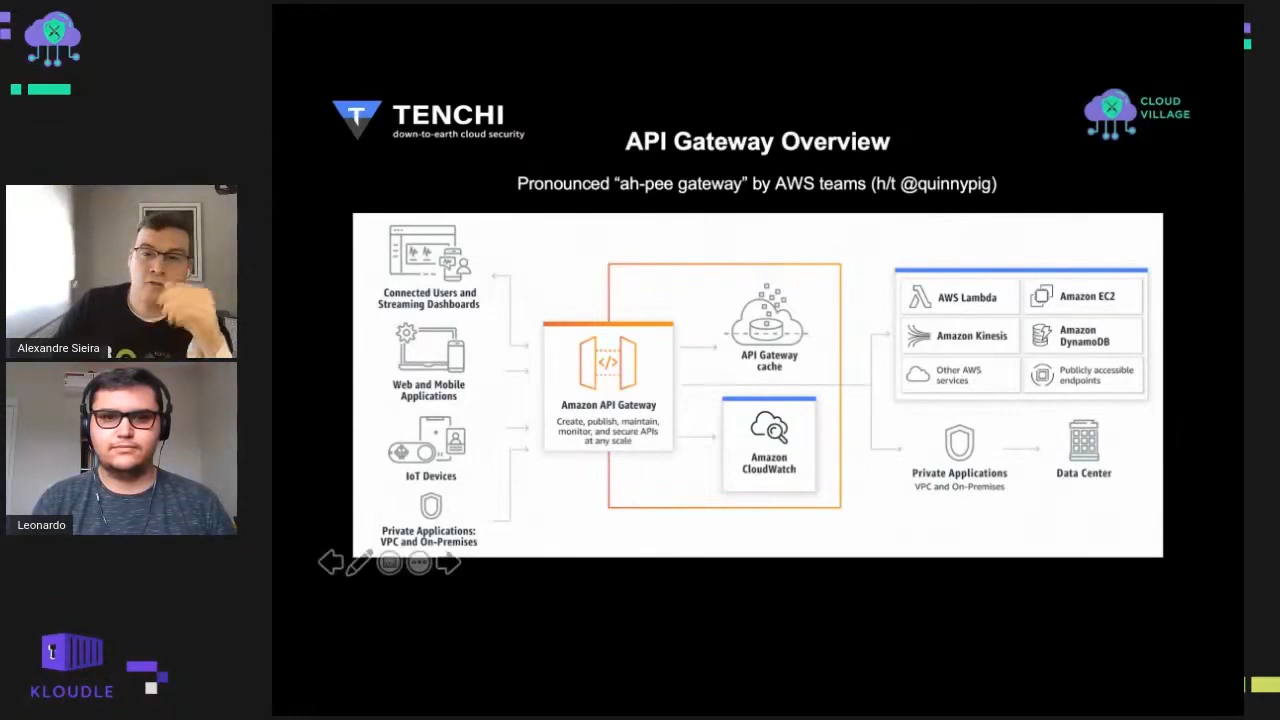 TENCHI
down-to-earth cloud security
CLOUD
VILLAGE
API Gateway Overview
Pronounced “ah-pee gateway” by AWS teams (h/t @quinnypig)
Connected Users and
Streaming Dashboards
Web and Mobile
Applications
IoT Devices
Private Applications:
VPC and On-Premises
Amazon API Gateway
Create, publish, maintain,
monitor, and secure APIs
at any scale
API Gateway
cache
Amazon
CloudWatch
AWS Lambda
Amazon EC2
Amazon Kinesis
Amazon
DynamoDB
Other AWS
services
Publicly accessible
endpoints
Private Applications
VPC and On-Premises
Data Center
Alexandre Sieira
Leonardo
KLOUDLE